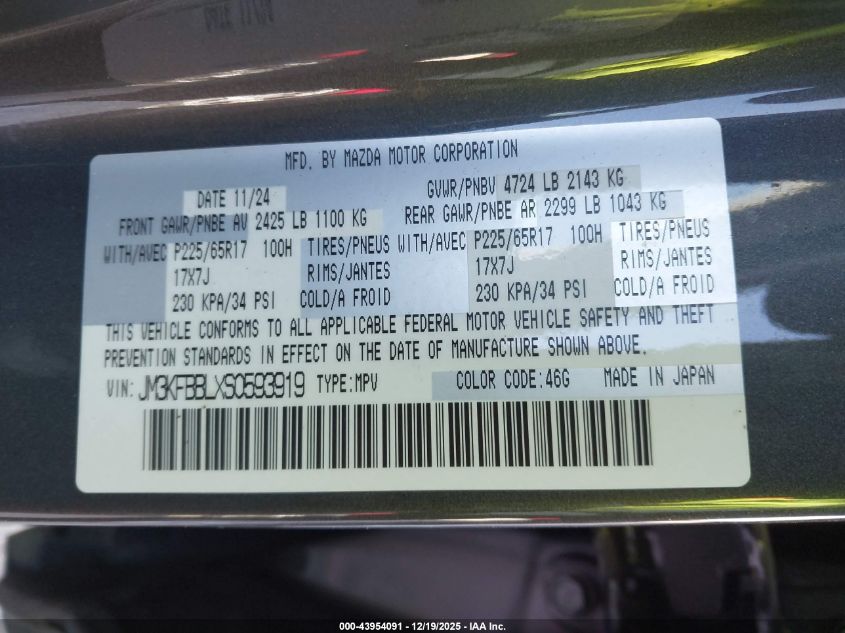 MFD. BY MAZDA MOTOR CORPORATION
DATE 11/24 GVWR/PNBV 4724 LB 2143 KG
FRONT GAWR/PNBE AV 2425 LB 1100 KG REAR GAWR/PNBE AR 2299 LB 1043 KG
WITH/AVEC P225/65R17 100H TIRES/PNEUS WITH/AVEC P225/65R17 100H TIRES/PNEUS
17X7J RIMS/JANTES 17X7J RIMS/JANTES
230 KPA/34 PSI COLD/A FROID 230 KPA/34 PSI COLD/A FROID
THIS VEHICLE CONFORMS TO ALL APPLICABLE FEDERAL MOTOR VEHICLE SAFETY AND THEFT
PREVENTION STANDARDS IN EFFECT ON THE DATE OF MANUFACTURE SHOWN ABOVE.
VIN: JM3KFBBLXS0593919 TYPE:MPV COLOR CODE:46G MADE IN JAPAN
000-43954091 - 12/19/2025 - IAA Inc.